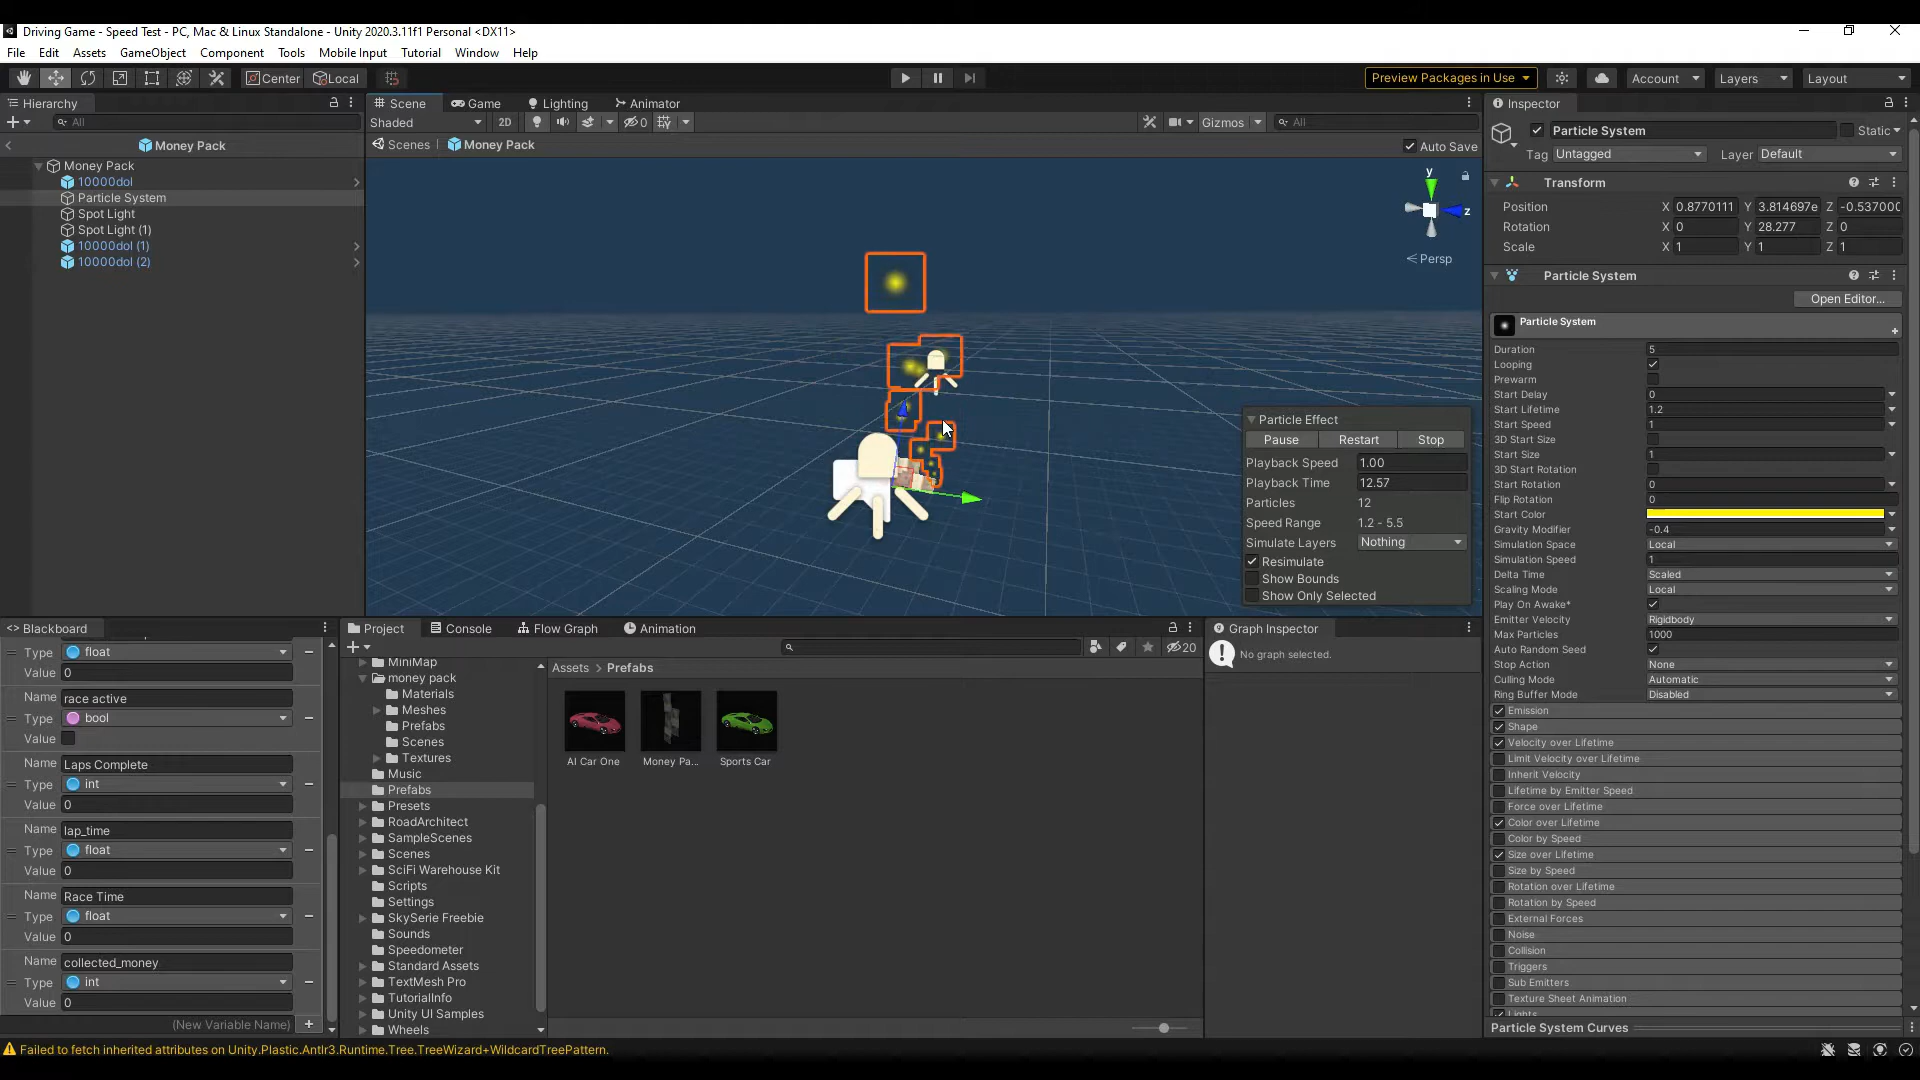 Driving Game - Speed Test - PC, Mac & Linux Standalone - Unity 2020.3.11f1 Personal <DX11>
File Edit Assets GameObject Component Tools Mobile Input Tutorial Window Help
Center Local
Preview Packages in Use Account Layers Layout
Hierarchy
All
Money Pack
Money Pack
10000dol
Particle System
Spot Light
Spot Light (1)
10000dol (1)
10000dol (2)
Scene Game Lighting Animator
Shaded 2D 0 Gizmos All
Scenes Money Pack Auto Save
y
z
Persp
Particle Effect
Pause Restart Stop
Playback Speed 1.00
Playback Time 12.57
Particles 12
Speed Range 1.2 - 5.5
Simulate Layers Nothing
Resimulate
Show Bounds
Show Only Selected
Inspector
Particle System Static
Tag Untagged Layer Default
Transform
Position X 0.8770111 Y 3.814697e Z -0.537000
Rotation X 0 Y 28.277 Z 0
Scale X 1 Y 1 Z 1
Particle System
Open Editor...
Particle System
Duration 5
Looping
Prewarm
Start Delay 0
Start Lifetime 1.2
Start Speed 1
3D Start Size
Start Size 1
3D Start Rotation
Start Rotation 0
Flip Rotation 0
Start Color
Gravity Modifier -0.4
Simulation Space Local
Simulation Speed 1
Delta Time Scaled
Scaling Mode Local
Play On Awake*
Emitter Velocity Rigidbody
Max Particles 1000
Auto Random Seed
Stop Action None
Culling Mode Automatic
Ring Buffer Mode Disabled
Emission
Shape
Velocity over Lifetime
Limit Velocity over Lifetime
Inherit Velocity
Lifetime by Emitter Speed
Force over Lifetime
Color over Lifetime
Color by Speed
Size over Lifetime
Size by Speed
Rotation over Lifetime
Rotation by Speed
External Forces
Noise
Collision
Triggers
Sub Emitters
Texture Sheet Animation
Lights
Particle System Curves
<> Blackboard
Type float
Value 0
Name race active
Type bool
Value
Name Laps Complete
Type int
Value 0
Name lap_time
Type float
Value 0
Name Race Time
Type float
Value 0
Name collected_money
Type int
Value 0
(New Variable Name)
Project Console Flow Graph Animation
20
MiniMap
money pack
Materials
Meshes
Prefabs
Scenes
Textures
Music
Prefabs
Presets
RoadArchitect
SampleScenes
Scenes
SciFi Warehouse Kit
Scripts
Settings
SkySerie Freebie
Sounds
Speedometer
Standard Assets
TextMesh Pro
TutorialInfo
Unity UI Samples
Wheels
Assets > Prefabs
AI Car One Money Pa... Sports Car
Graph Inspector
No graph selected.
Failed to fetch inherited attributes on Unity.Plastic.Antlr3.Runtime.Tree.TreeWizard+WildcardTreePattern.